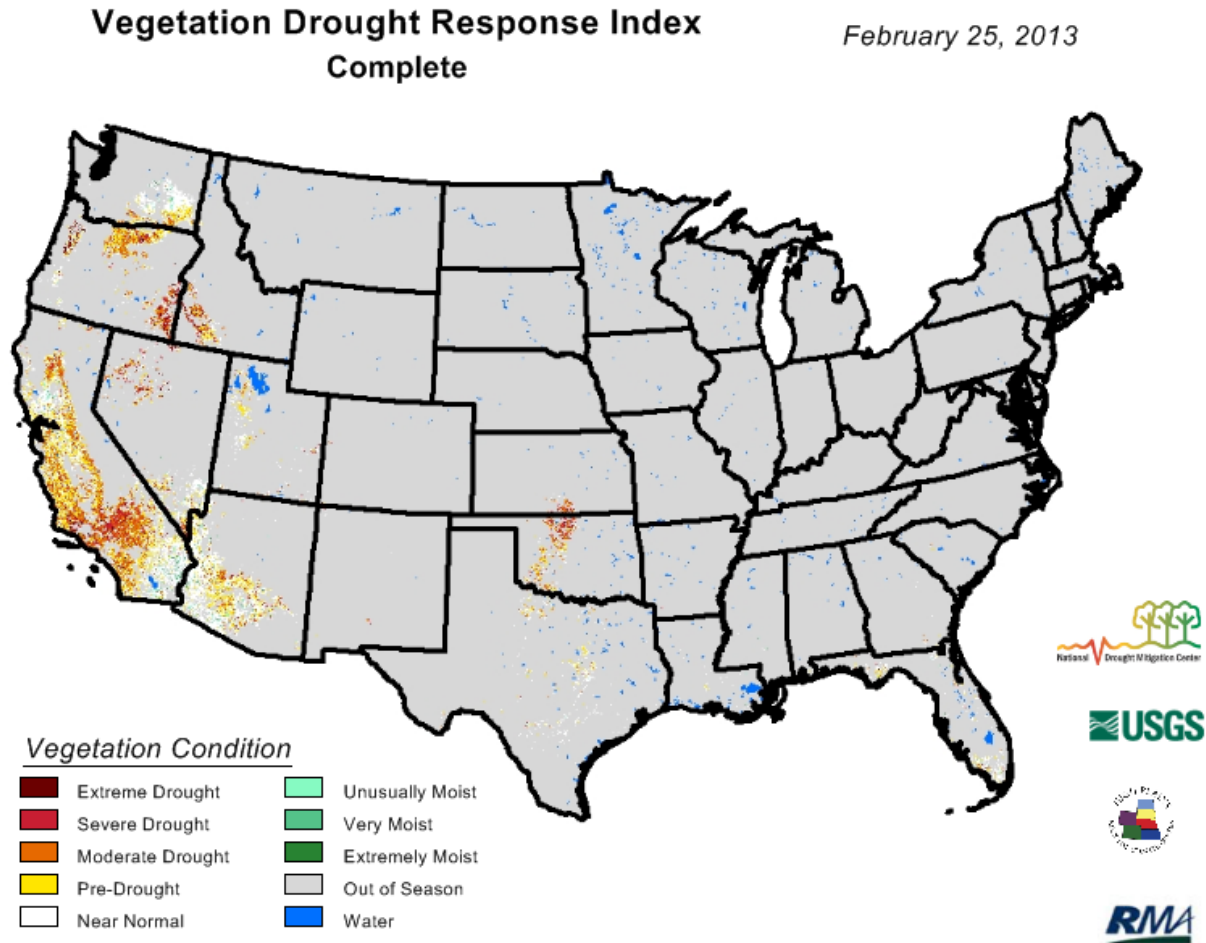 Vegetation Drought Response Index
Complete
February 25, 2013
National Drought Mitigation Center
USGS
Vegetation Condition
Extreme Drought
Severe Drought
Moderate Drought
Pre-Drought
Near Normal
Unusually Moist
Very Moist
Extremely Moist
Out of Season
Water
RMA